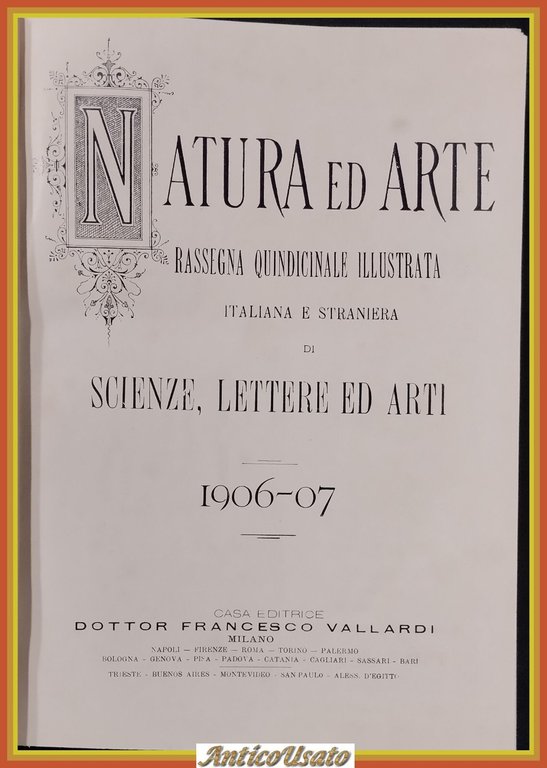 NATURA ED ARTE
RASSEGNA QUINDICINALE ILLUSTRATA
ITALIANA E STRANIERA
DI
SCIENZE, LETTERE ED ARTI
1906-07
CASA EDITRICE
DOTTOR FRANCESCO VALLARDI
MILANO
NAPOLI — FIRENZE — ROMA — TORINO — PALERMO
BOLOGNA - GENOVA - PISA - PADOVA - CATANIA - CAGLIARI - SASSARI - BARI
TRIESTE - BUENOS AIRES - MONTEVIDEO - SAN PAULO - ALESS. D'EGITTO
AnticoUsato